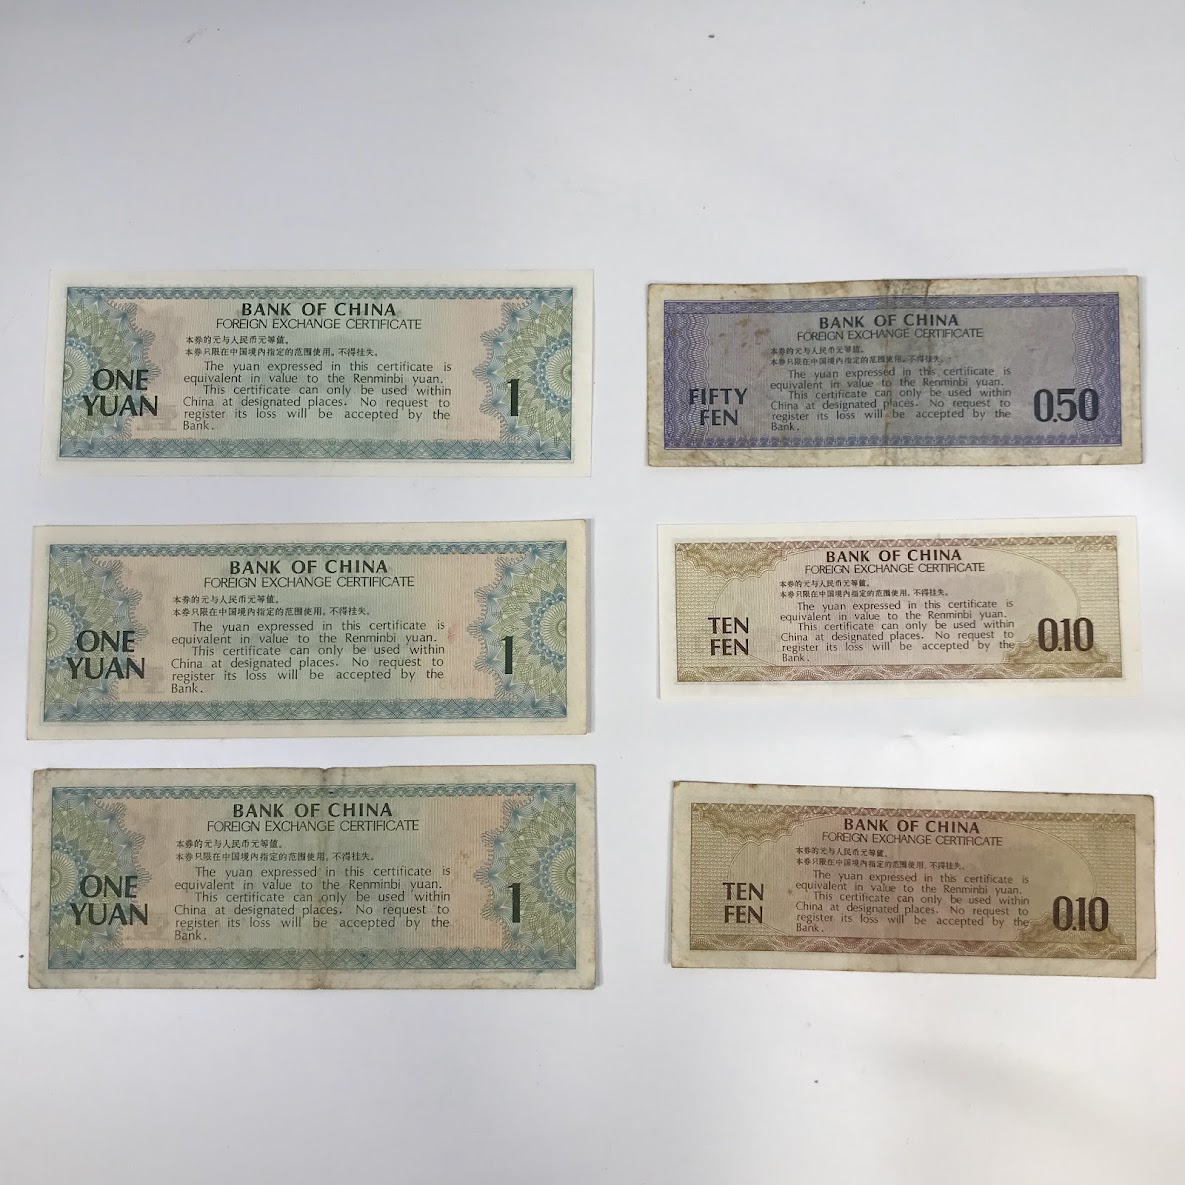 BANK OF CHINA
FOREIGN EXCHANGE CERTIFICATE
本券的元与人民币元等值。
本券只限在中国境内指定的范围使用。不得挂失。
The yuan expressed in this certificate is
equivalent in value to the Renminbi yuan.
This certificate can only be used within
China at designated places. No request to
register its loss will be accepted by the
Bank.
ONE
YUAN
1
BANK OF CHINA
FOREIGN EXCHANGE CERTIFICATE
本券的元与人民币元等值。
本券只限在中国境内指定的范围使用。不得挂失。
The yuan expressed in this certificate is
equivalent in value to the Renminbi yuan.
This certificate can only be used within
China at designated places. No request to
register its loss will be accepted by the
Bank.
ONE
YUAN
1
BANK OF CHINA
FOREIGN EXCHANGE CERTIFICATE
本券的元与人民币元等值。
本券只限在中国境内指定的范围使用。不得挂失。
The yuan expressed in this certificate is
equivalent in value to the Renminbi yuan.
This certificate can only be used within
China at designated places. No request to
register its loss will be accepted by the
Bank.
ONE
YUAN
1
BANK OF CHINA
FOREIGN EXCHANGE CERTIFICATE
本券的元与人民币元等值。
本券只限在中国境内指定的范围使用。不得挂失。
The yuan expressed in this certificate is
equivalent in value to the Renminbi yuan.
This certificate can only be used within
China at designated places. No request to
register its loss will be accepted by the
Bank.
FIFTY
FEN
0.50
BANK OF CHINA
FOREIGN EXCHANGE CERTIFICATE
本券的元与人民币元等值。
本券只限在中国境内指定的范围使用。不得挂失。
The yuan expressed in this certificate is
equivalent in value to the Renminbi yuan.
This certificate can only be used within
China at designated places. No request to
register its loss will be accepted by the
Bank.
TEN
FEN
0.10
BANK OF CHINA
FOREIGN EXCHANGE CERTIFICATE
本券的元与人民币元等值。
本券只限在中国境内指定的范围使用。不得挂失。
The yuan expressed in this certificate is
equivalent in value to the Renminbi yuan.
This certificate can only be used within
China at designated places. No request to
register its loss will be accepted by the
Bank.
TEN
FEN
0.10